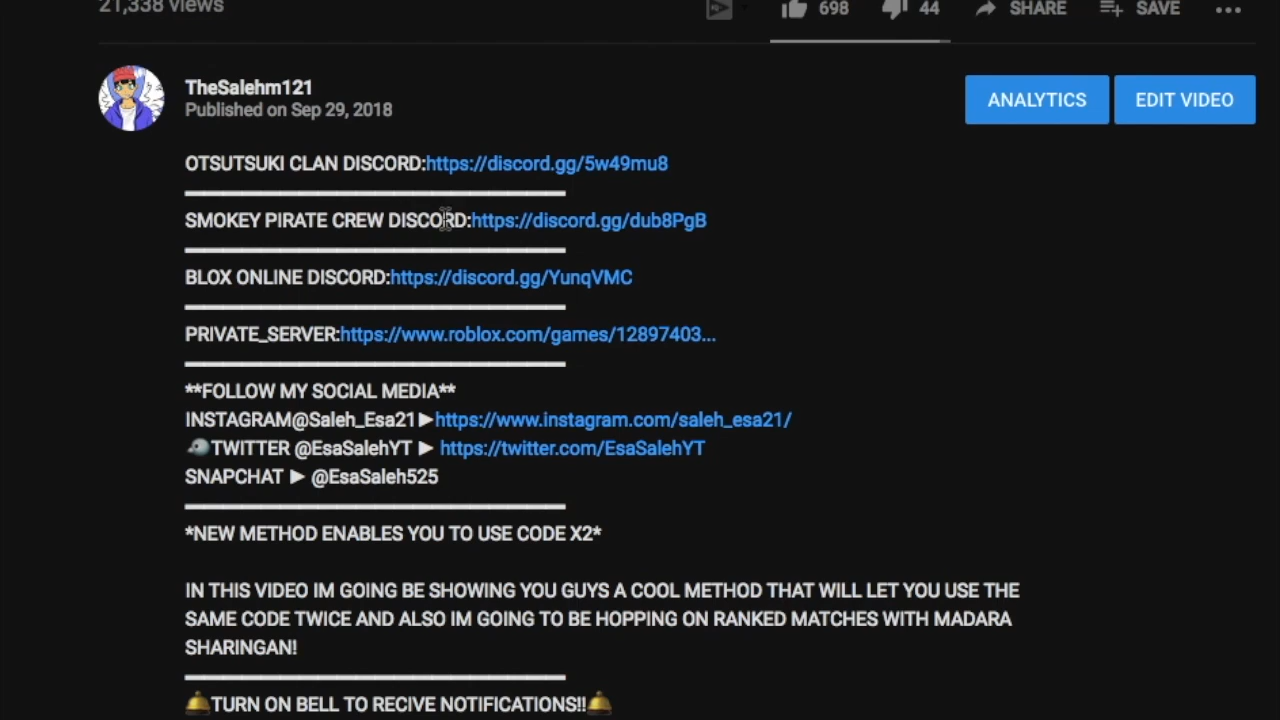 21,338 views
698 44 SHARE SAVE
TheSalehm121
Published on Sep 29, 2018
ANALYTICS EDIT VIDEO
OTSUTSUKI CLAN DISCORD:https://discord.gg/5w49mu8
SMOKEY PIRATE CREW DISCORD:https://discord.gg/dub8PgB
BLOX ONLINE DISCORD:https://discord.gg/YunqVMC
PRIVATE_SERVER:https://www.roblox.com/games/12897403...
**FOLLOW MY SOCIAL MEDIA**
INSTAGRAM@Saleh_Esa21►https://www.instagram.com/saleh_esa21/
TWITTER @EsaSalehYT ► https://twitter.com/EsaSalehYT
SNAPCHAT ► @EsaSaleh525
*NEW METHOD ENABLES YOU TO USE CODE X2*
IN THIS VIDEO IM GOING BE SHOWING YOU GUYS A COOL METHOD THAT WILL LET YOU USE THE
SAME CODE TWICE AND ALSO IM GOING TO BE HOPPING ON RANKED MATCHES WITH MADARA
SHARINGAN!
🔔TURN ON BELL TO RECIVE NOTIFICATIONS!!🔔